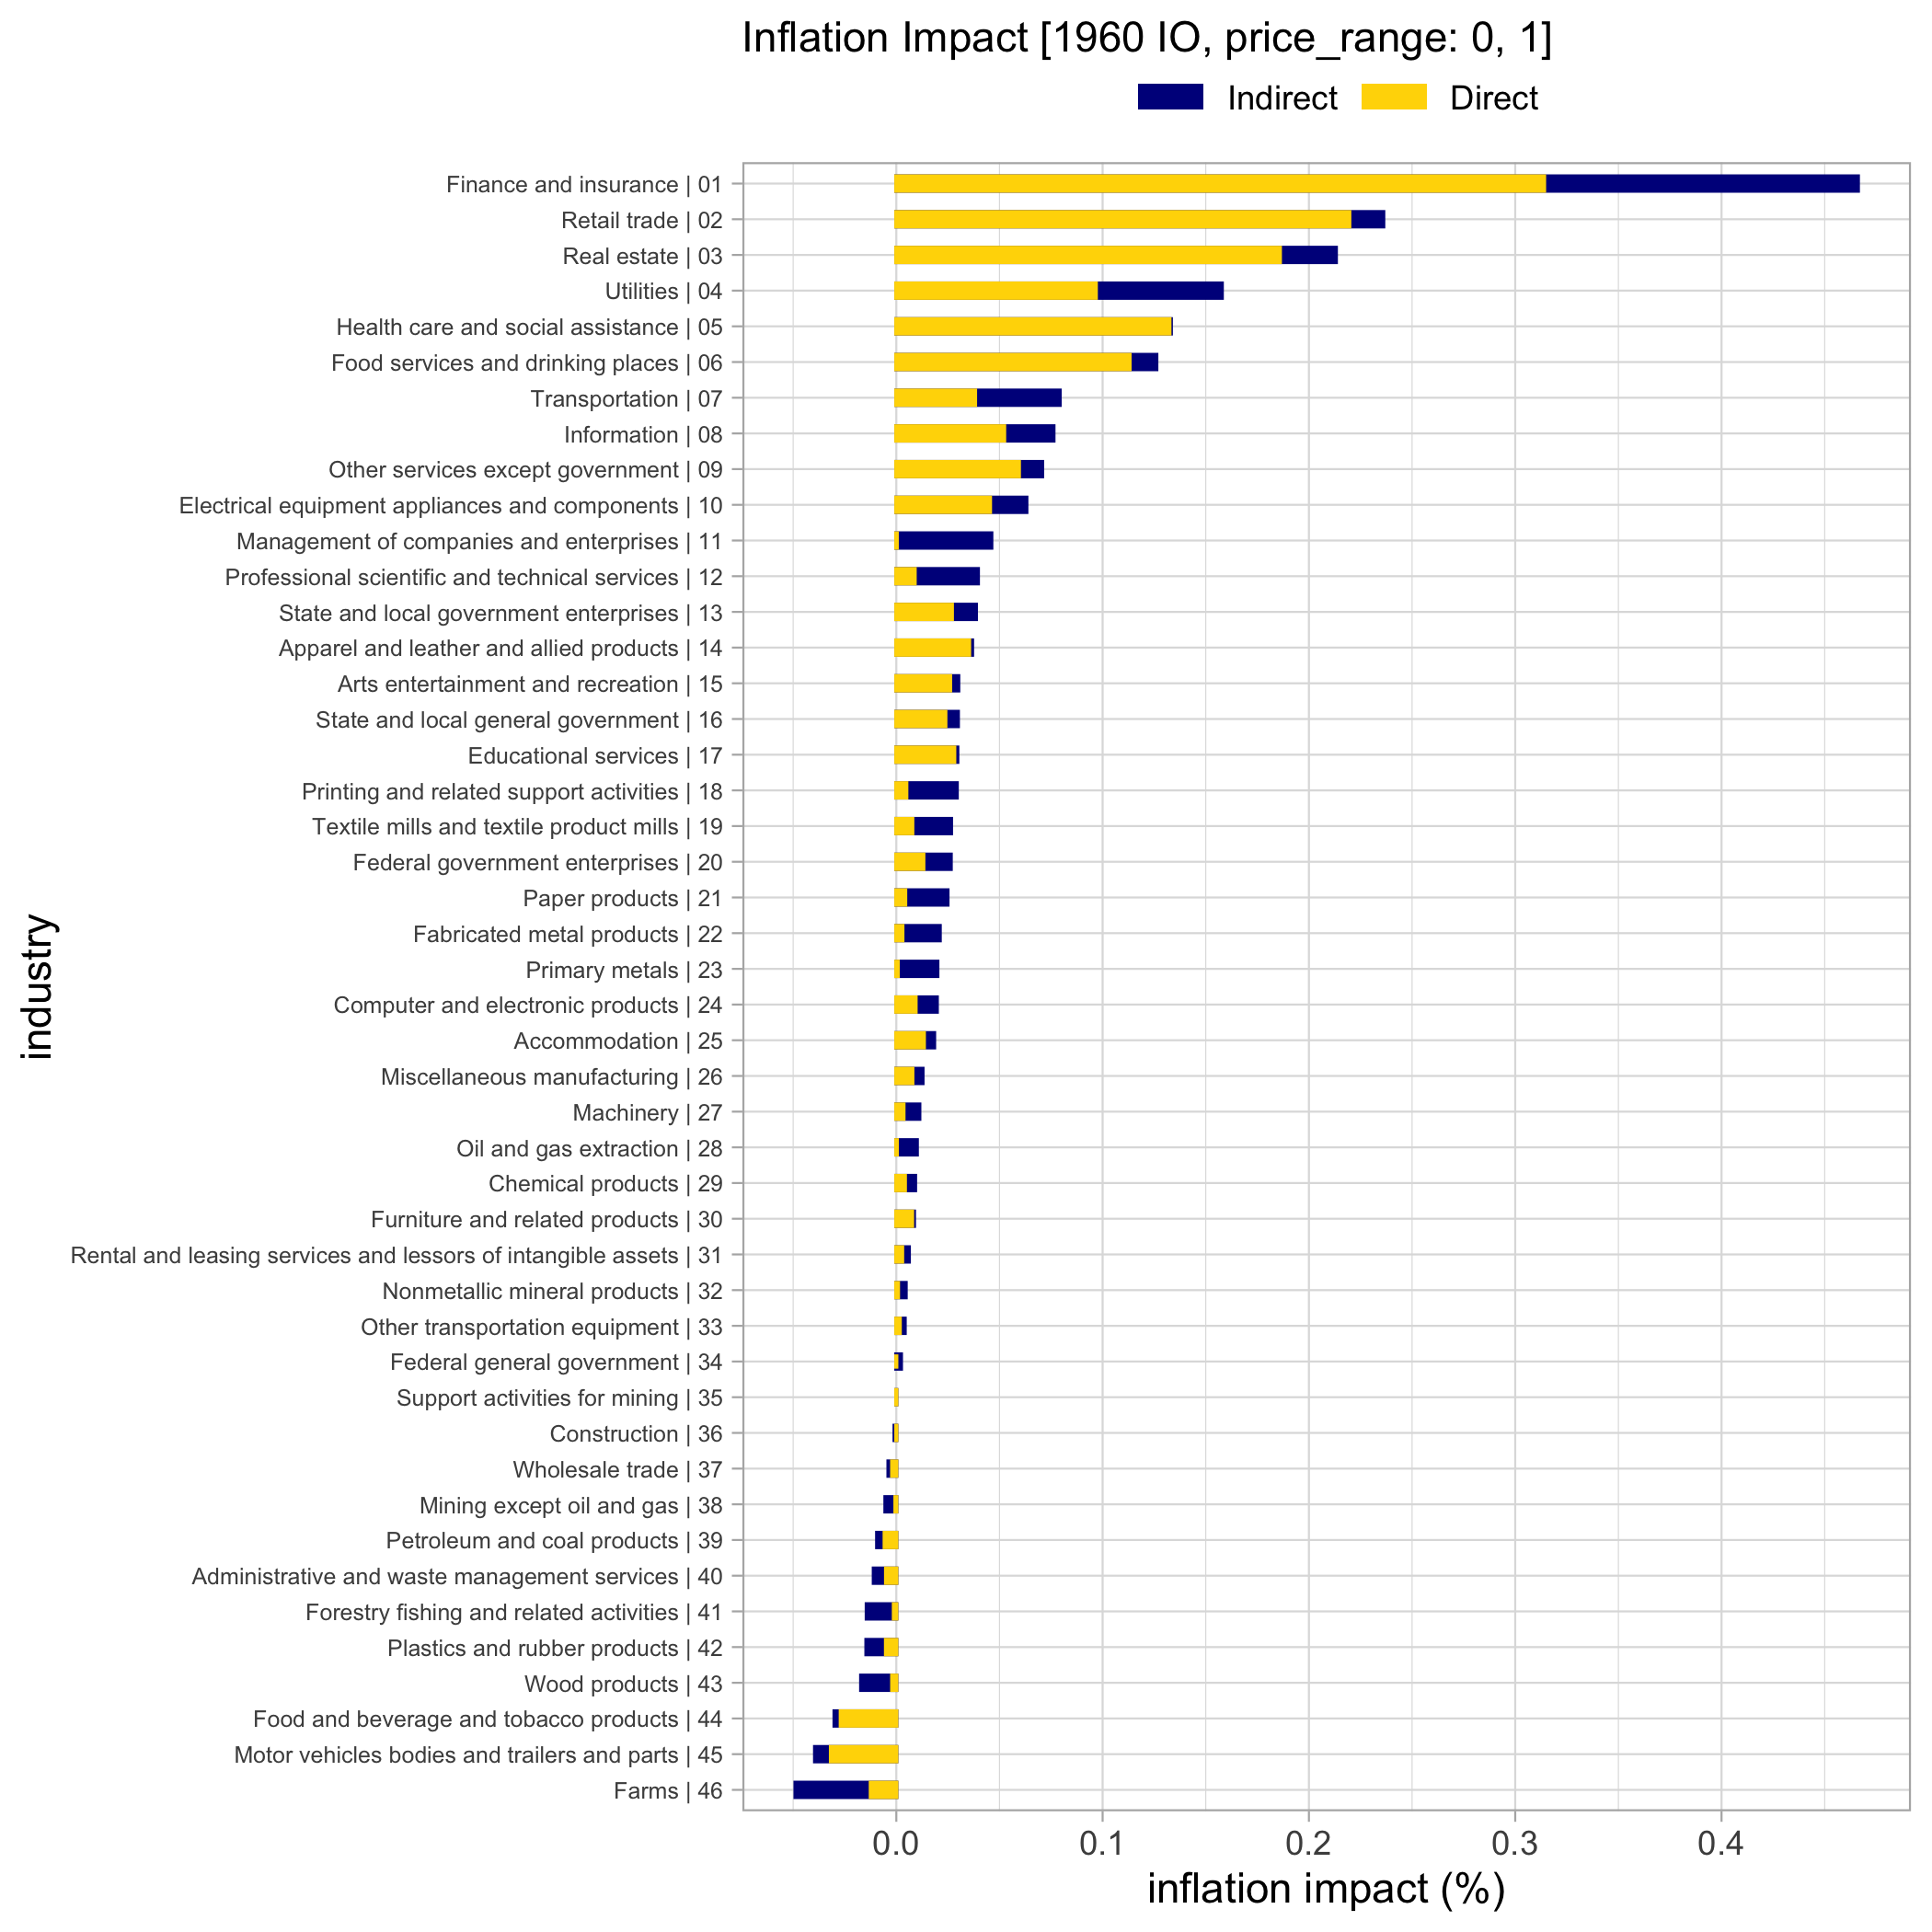 Inflation Impact [1960 IO, price_range: 0, 1]
Indirect Direct
Finance and insurance | 01
Retail trade | 02
Real estate | 03
Utilities | 04
Health care and social assistance | 05
Food services and drinking places | 06
Transportation | 07
Information | 08
Other services except government | 09
Electrical equipment appliances and components | 10
Management of companies and enterprises | 11
Professional scientific and technical services | 12
State and local government enterprises | 13
Apparel and leather and allied products | 14
Arts entertainment and recreation | 15
State and local general government | 16
Educational services | 17
Printing and related support activities | 18
Textile mills and textile product mills | 19
Federal government enterprises | 20
Paper products | 21
Fabricated metal products | 22
Primary metals | 23
Computer and electronic products | 24
Accommodation | 25
Miscellaneous manufacturing | 26
Machinery | 27
Oil and gas extraction | 28
Chemical products | 29
Furniture and related products | 30
Rental and leasing services and lessors of intangible assets | 31
Nonmetallic mineral products | 32
Other transportation equipment | 33
Federal general government | 34
Support activities for mining | 35
Construction | 36
Wholesale trade | 37
Mining except oil and gas | 38
Petroleum and coal products | 39
Administrative and waste management services | 40
Forestry fishing and related activities | 41
Plastics and rubber products | 42
Wood products | 43
Food and beverage and tobacco products | 44
Motor vehicles bodies and trailers and parts | 45
Farms | 46
industry
0.0 0.1 0.2 0.3 0.4
inflation impact (%)